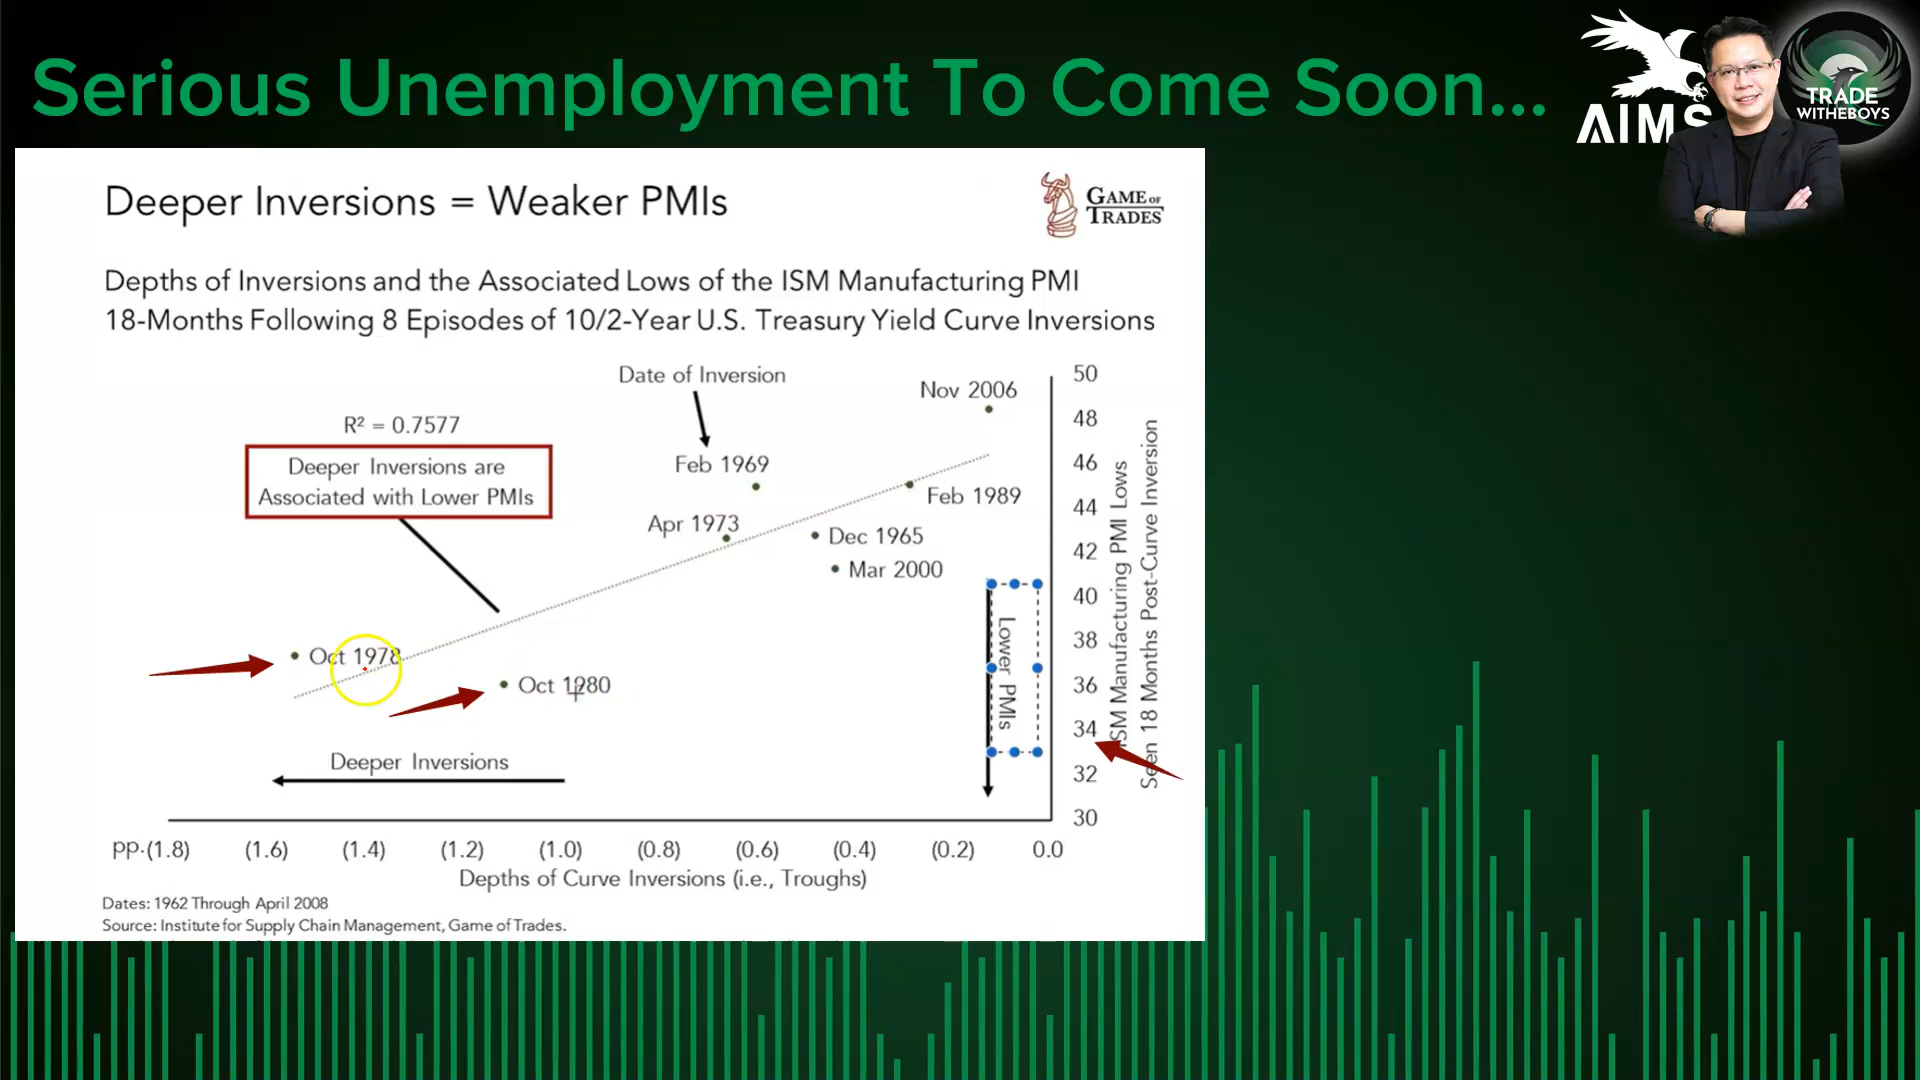 Serious Unemployment To Come Soon...
AIMS
TRADE
WITHEBOYS
Deeper Inversions = Weaker PMIs
GAME OF
TRADES
Depths of Inversions and the Associated Lows of the ISM Manufacturing PMI
18-Months Following 8 Episodes of 10/2-Year U.S. Treasury Yield Curve Inversions
Date of Inversion
R² = 0.7577
Deeper Inversions are
Associated with Lower PMIs
Nov 2006
Feb 1969
Feb 1989
Apr 1973
Dec 1965
Mar 2000
Oct 1978
Oct 1980
Lower PMIs
Deeper Inversions
50
48
46
44
42
40
38
36
34
32
30
ISM Manufacturing PMI Lows
Seen 18 Months Post-Curve Inversion
pp. (1.8) (1.6) (1.4) (1.2) (1.0) (0.8) (0.6) (0.4) (0.2) 0.0
Depths of Curve Inversions (i.e., Troughs)
Dates: 1962 Through April 2008
Source: Institute for Supply Chain Management, Game of Trades.